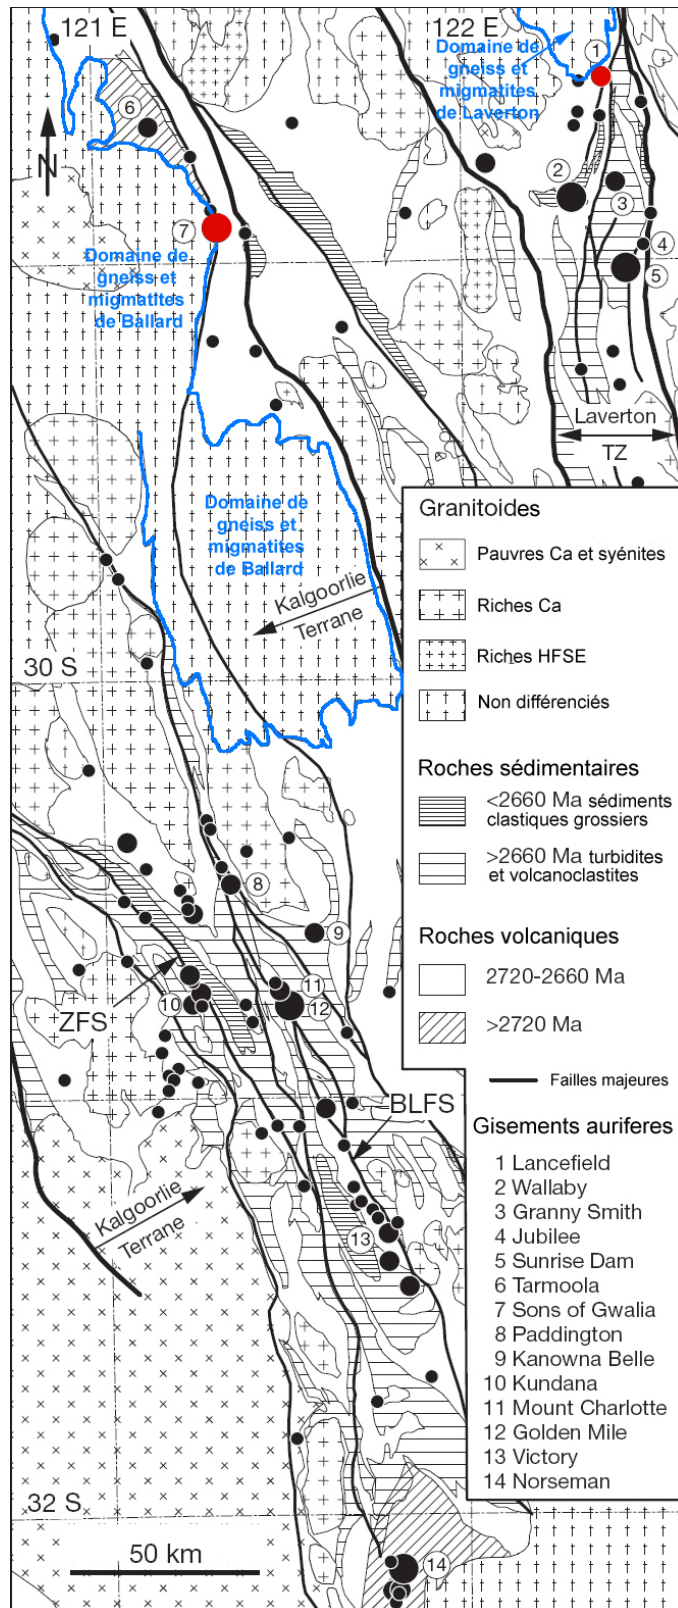 121 E
122 E
Domaine de
gneiss et
migmatites
de Laverton
1
6
N
2
3
7
4
5
Domaine de
gneiss et
migmatites
de Ballard
Laverton
TZ
Domaine de
gneiss et
migmatites
de Ballard
Kalgoorlie
Terrane
30 S
Granitoides
Pauvres Ca et syénites
Riches Ca
Riches HFSE
Non différenciés
Roches sédimentaires
<2660 Ma sédiments
clastiques grossiers
>2660 Ma turbidites
et volcanoclastites
Roches volcaniques
2720-2660 Ma
>2720 Ma
Failles majeures
8
9
11
10
12
ZFS
BLFS
Kalgoorlie
Terrane
13
Gisements auriferes
1 Lancefield
2 Wallaby
3 Granny Smith
4 Jubilee
5 Sunrise Dam
6 Tarmoola
7 Sons of Gwalia
8 Paddington
9 Kanowna Belle
10 Kundana
11 Mount Charlotte
12 Golden Mile
13 Victory
14 Norseman
32 S
50 km
14